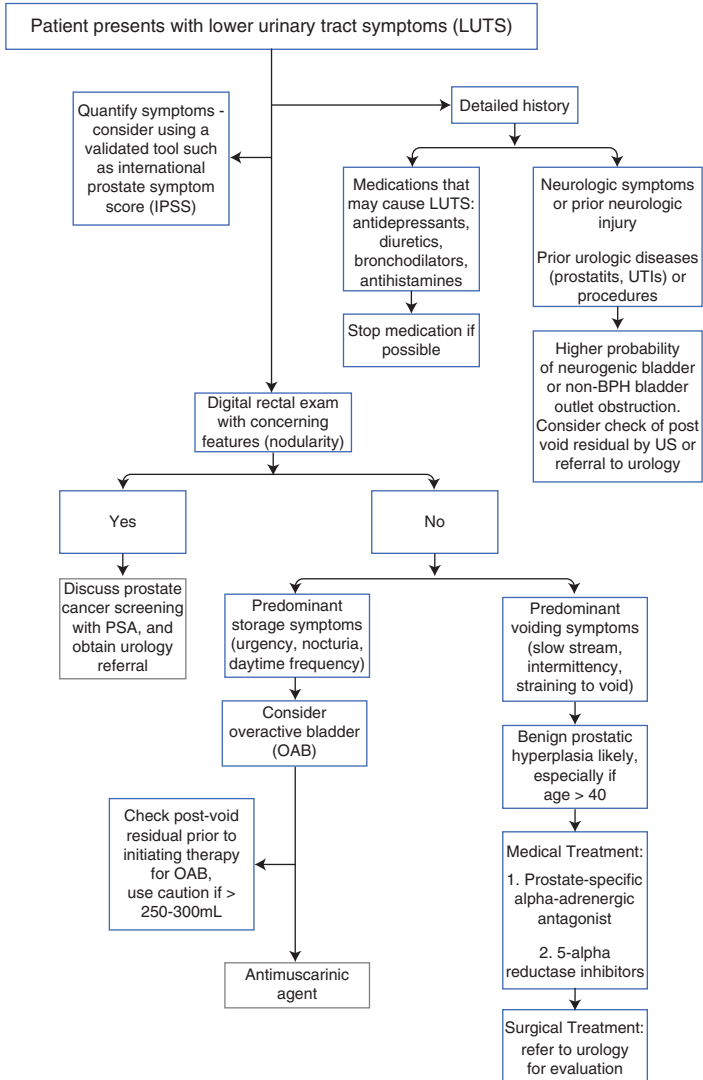 Patient presents with lower urinary tract symptoms (LUTS)
Quantify symptoms -
consider using a
validated tool such
as international
prostate symptom
score (IPSS)
Detailed history
Medications that
may cause LUTS:
antidepressants,
diuretics,
bronchodilators,
antihistamines
Neurologic symptoms
or prior neurologic
injury
Prior urologic diseases
(prostatits, UTIs) or
procedures
Stop medication if
possible
Higher probability
of neurogenic bladder
or non-BPH bladder
outlet obstruction.
Consider check of post
void residual by US or
referral to urology
Digital rectal exam
with concerning
features (nodularity)
Yes
No
Discuss prostate
cancer screening
with PSA, and
obtain urology
referral
Predominant
storage symptoms
(urgency, nocturia,
daytime frequency)
Predominant
voiding symptoms
(slow stream,
intermittency,
straining to void)
Consider
overactive bladder
(OAB)
Benign prostatic
hyperplasia likely,
especially if
age > 40
Check post-void
residual prior to
initiating therapy
for OAB,
use caution if >
250-300mL
Medical Treatment:
1. Prostate-specific
alpha-adrenergic
antagonist
2. 5-alpha
reductase inhibitors
Antimuscarinic
agent
Surgical Treatment:
refer to urology
for evaluation